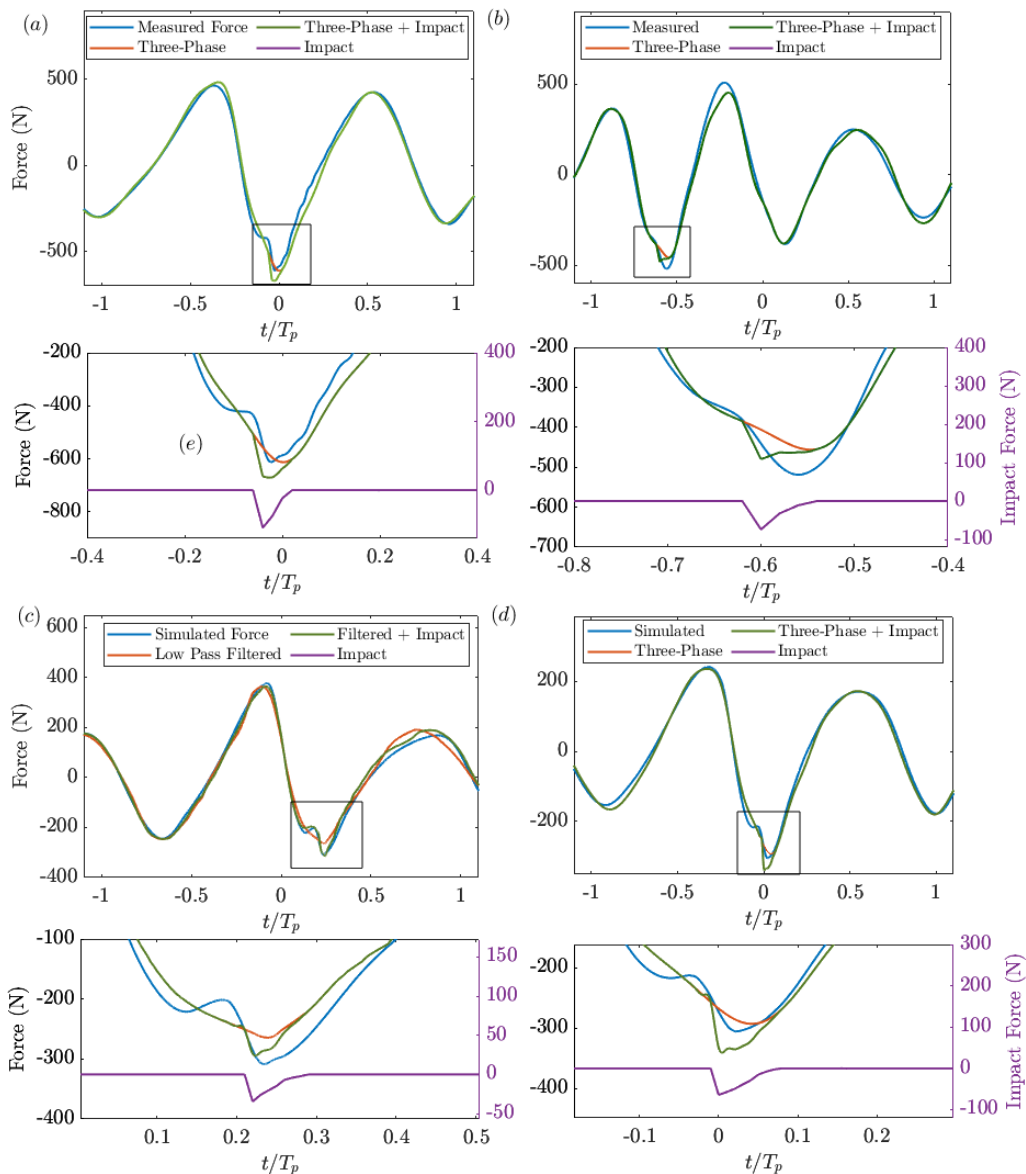 (a)
Measured Force
Three-Phase + Impact
Three-Phase
Impact
Force (N)
500
0
-500
-1
-0.5
0
0.5
1
t/T_p
(b)
Measured
Three-Phase + Impact
Three-Phase
Impact
500
0
-500
-1
-0.5
0
0.5
1
t/T_p
Force (N)
-200
-400
-600
-800
(e)
400
200
0
-0.4
-0.2
0
0.2
0.4
t/T_p
-200
-300
-400
-500
-600
-700
400
300
200
100
0
-100
Impact Force (N)
-0.8
-0.7
-0.6
-0.5
-0.4
t/T_p
(c)
Simulated Force
Filtered + Impact
Low Pass Filtered
Impact
Force (N)
600
400
200
0
-200
-400
-1
-0.5
0
0.5
1
t/T_p
(d)
Simulated
Three-Phase + Impact
Three-Phase
Impact
200
0
-200
-1
-0.5
0
0.5
1
t/T_p
Force (N)
-100
-200
-300
-400
150
100
50
0
-50
0.1
0.2
0.3
0.4
0.5
t/T_p
-200
-300
-400
300
200
100
0
-100
Impact Force (N)
-0.1
0
0.1
0.2
t/T_p